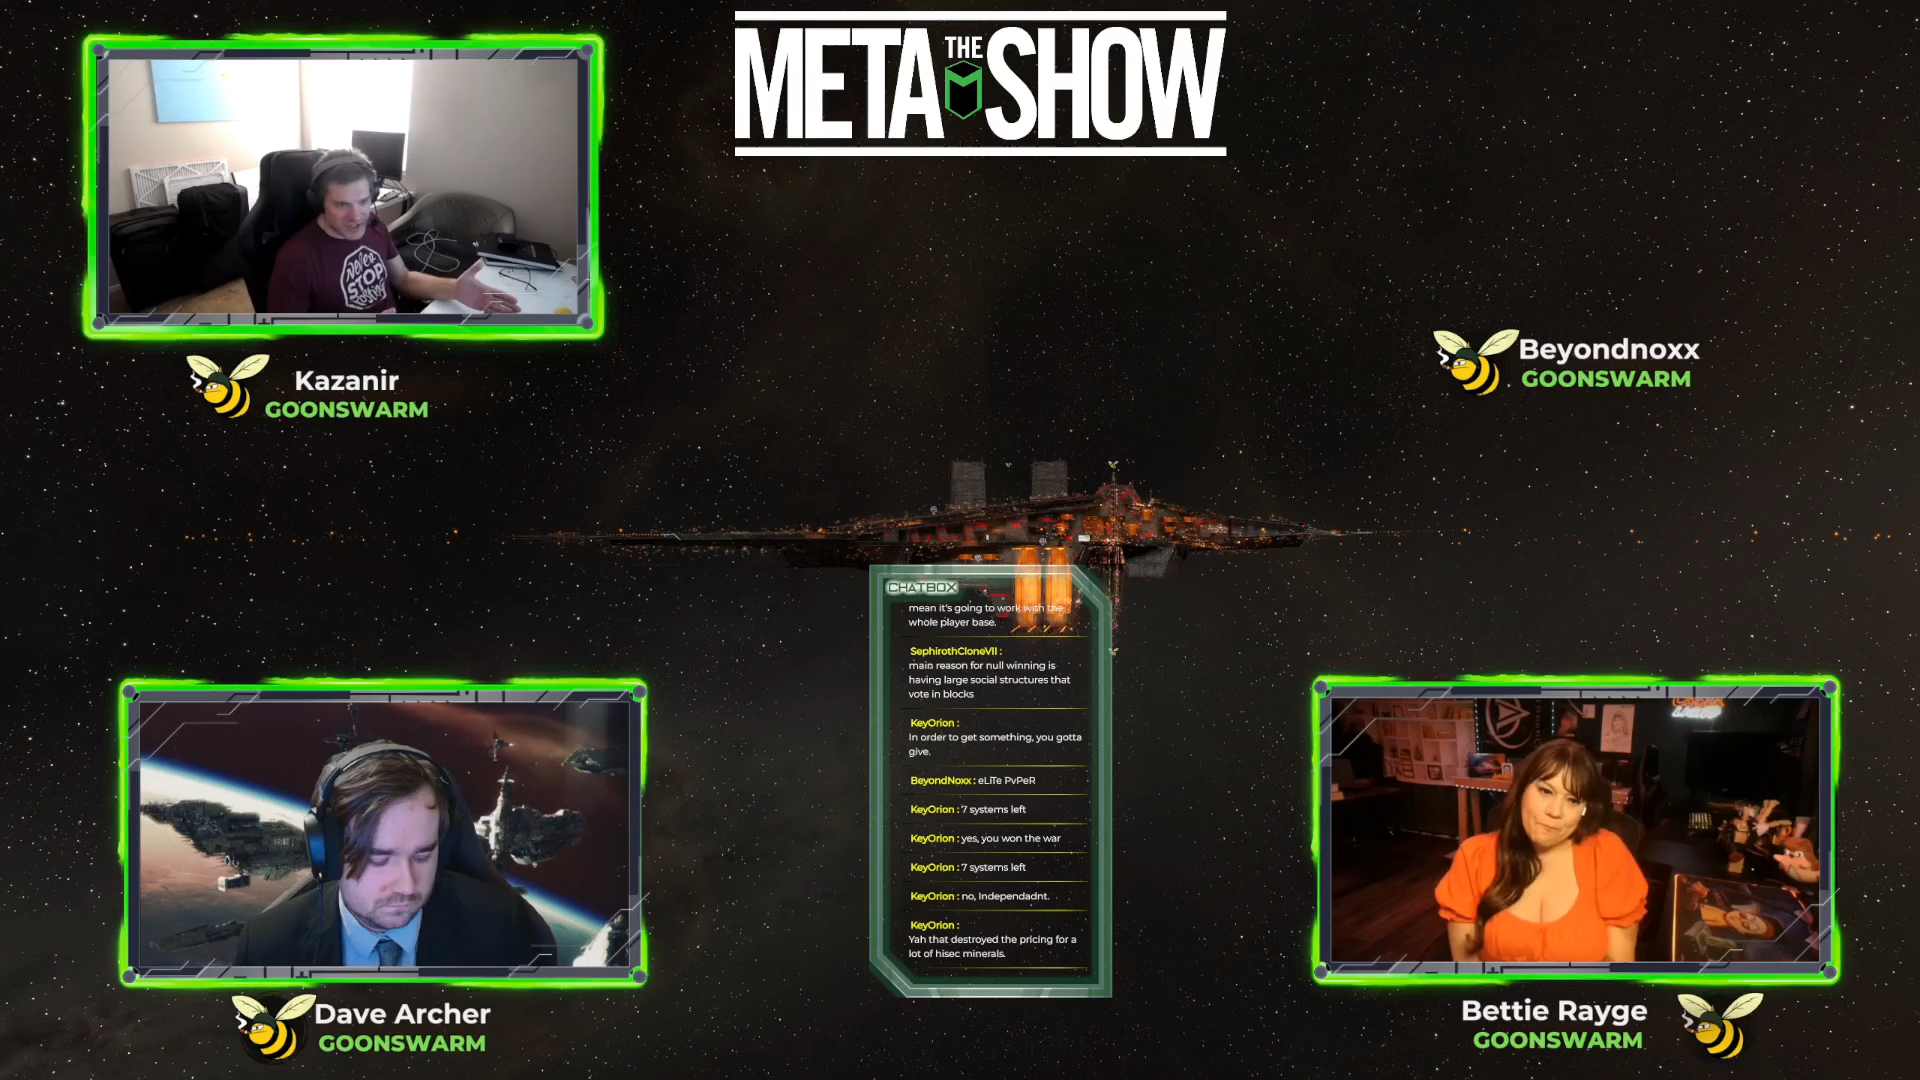 META THE SHOW
Never
STOP
Kazanir
GOONSWARM
Beyondnoxx
GOONSWARM
CHATBOX
mean it's going to work with the
whole player base.
SephirothCloneVII :
main reason for null winning is
having large social structures that
vote in blocks
KeyOrion :
In order to get something, you gotta
give.
BeyondNoxx : eLiTe PvPeR
KeyOrion : 7 systems left
KeyOrion : yes, you won the war
KeyOrion : 7 systems left
KeyOrion : no, Independadnt.
KeyOrion :
Yah that destroyed the pricing for a
lot of hisec minerals.
Dave Archer
GOONSWARM
Bettie Rayge
GOONSWARM